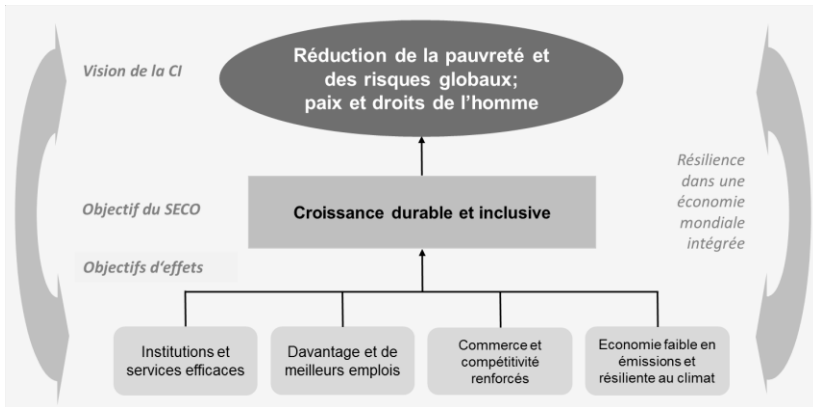 Vision de la CI
Réduction de la pauvreté et
des risques globaux;
paix et droits de l'homme
Résilience
dans une
économie
mondiale
intégrée
Objectif du SECO
Croissance durable et inclusive
Objectifs d'effets
Institutions et
services efficaces
Davantage et de
meilleurs emplois
Commerce et
compétitivité
renforcés
Economie faible en
émissions et
résiliente au climat